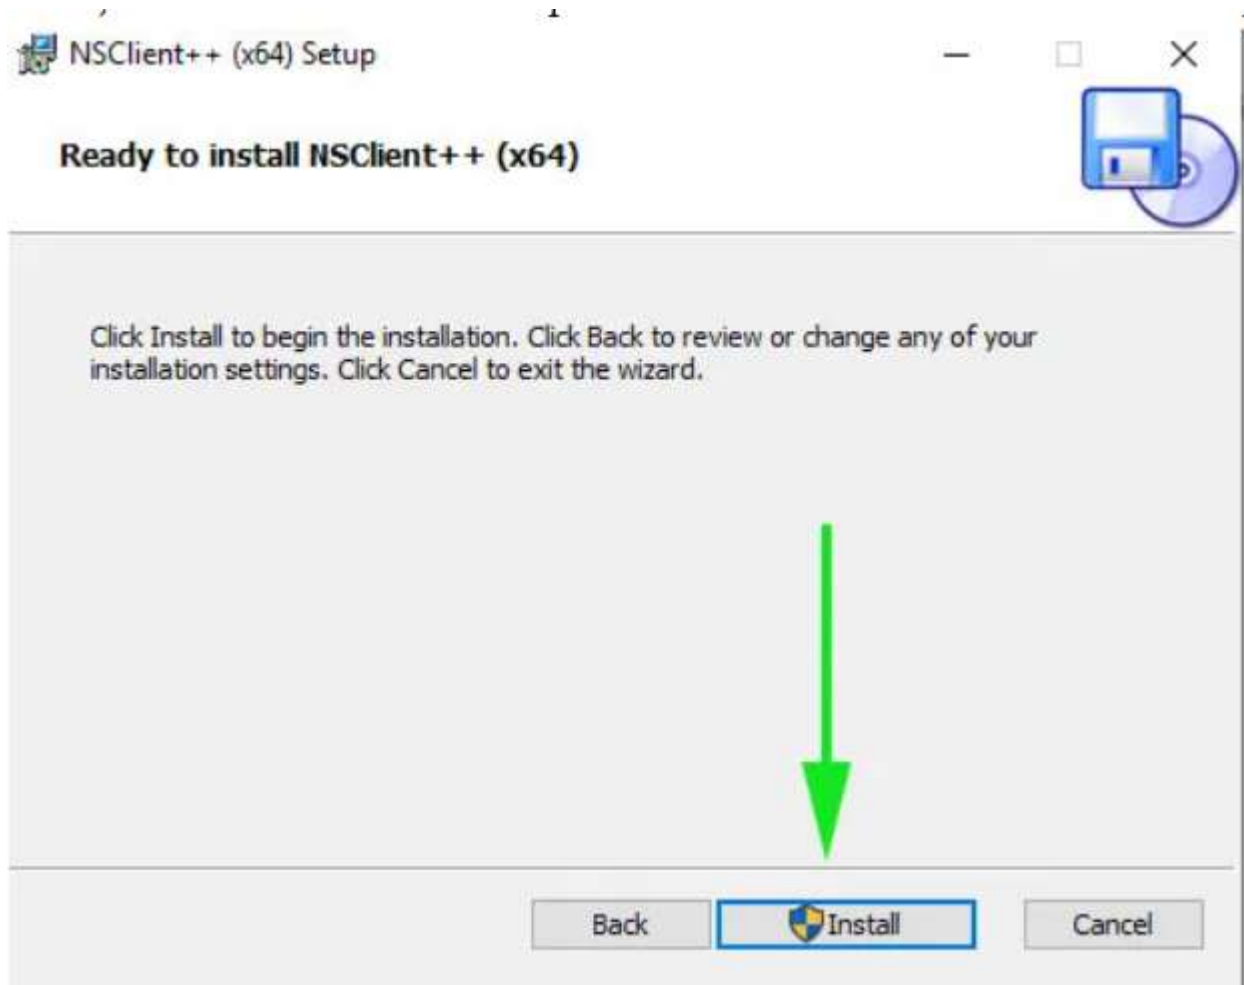 NSClient++ (x64) Setup
Ready to install NSClient++ (x64)
Click Install to begin the installation. Click Back to review or change any of your
installation settings. Click Cancel to exit the wizard.
Back
Install
Cancel